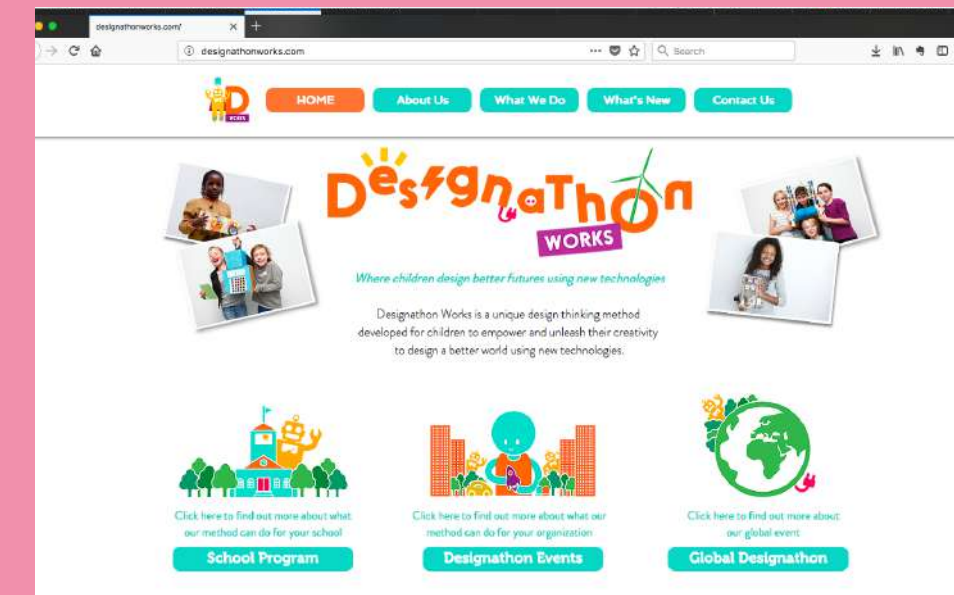 designathonworks.com/
designathonworks.com
Search
D
WORKS
HOME
About Us
What We Do
What's New
Contact Us
Designathon
WORKS
Where children design better futures using new technologies
Designathon Works is a unique design thinking method
developed for children to empower and unleash their creativity
to design a better world using new technologies.
Click here to find out more about what
our method can do for your school
School Program
Click here to find out more about what our
method can do for your organization
Designathon Events
Click here to find out more about
our global event
Global Designathon